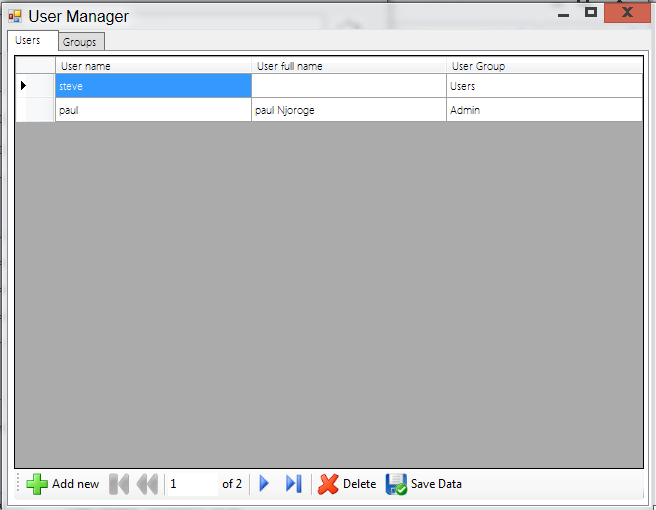 User Manager
Users Groups
User name User full name User Group
steve Users
paul paul Njoroge Admin
Add new 1 of 2 Delete Save Data